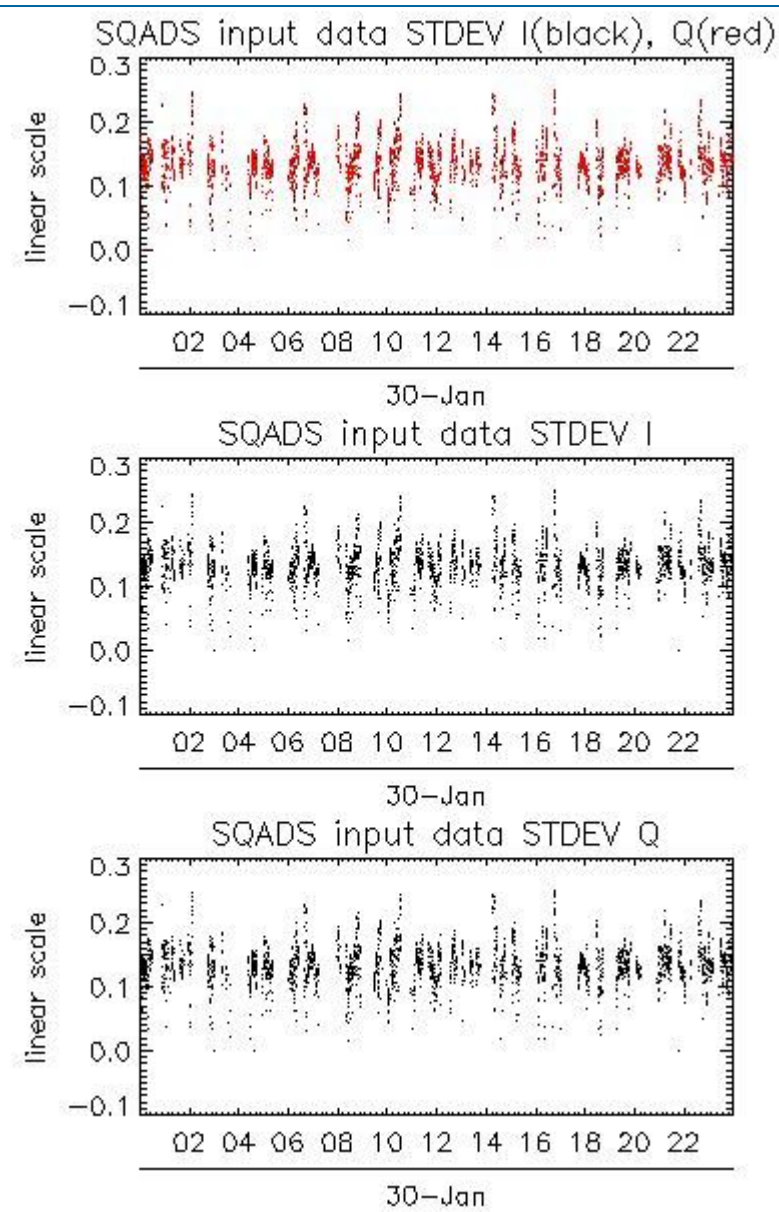 SQADS input data STDEV I(black), Q(red)
0.3
0.2
0.1
0.0
−0.1
linear scale
02 04 06 08 10 12 14 16 18 20 22
30−Jan
SQADS input data STDEV I
0.3
0.2
0.1
0.0
−0.1
linear scale
02 04 06 08 10 12 14 16 18 20 22
30−Jan
SQADS input data STDEV Q
0.3
0.2
0.1
0.0
−0.1
linear scale
02 04 06 08 10 12 14 16 18 20 22
30−Jan